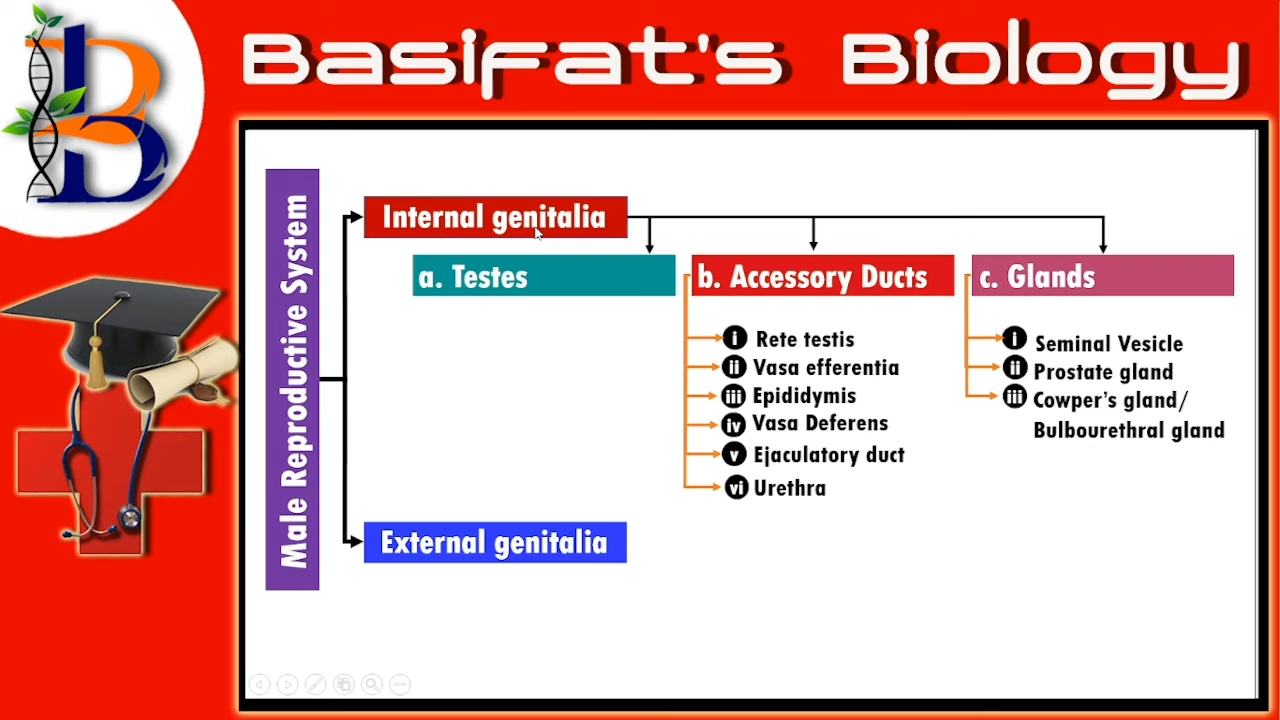 Basifat's Biology
Male Reproductive System
Internal genitalia
a. Testes
b. Accessory Ducts
i Rete testis
ii Vasa efferentia
iii Epididymis
iv Vasa Deferens
v Ejaculatory duct
vi Urethra
c. Glands
i Seminal Vesicle
ii Prostate gland
iii Cowper's gland/
Bulbourethral gland
External genitalia